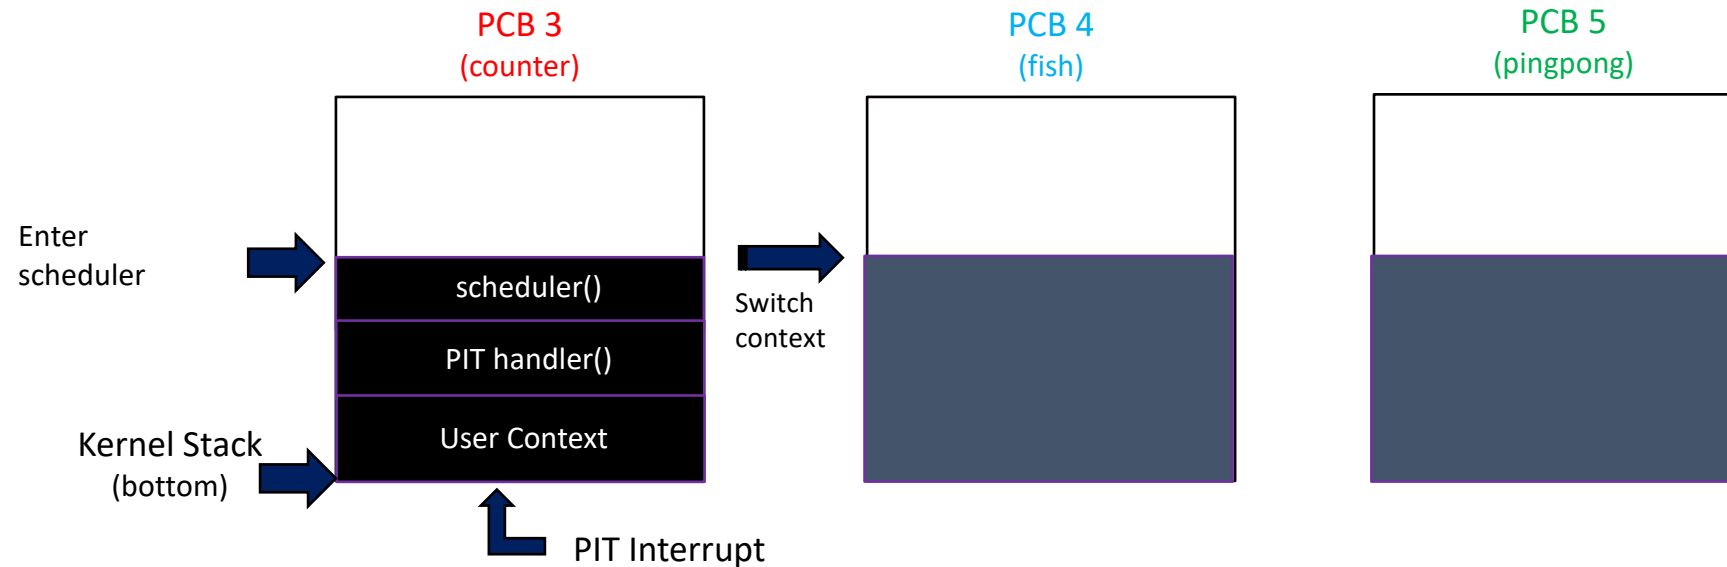 PCB 3
(counter)
PCB 4
(fish)
PCB 5
(pingpong)
Enter
scheduler
scheduler()
Switch
context
PIT handler()
User Context
Kernel Stack
(bottom)
PIT Interrupt